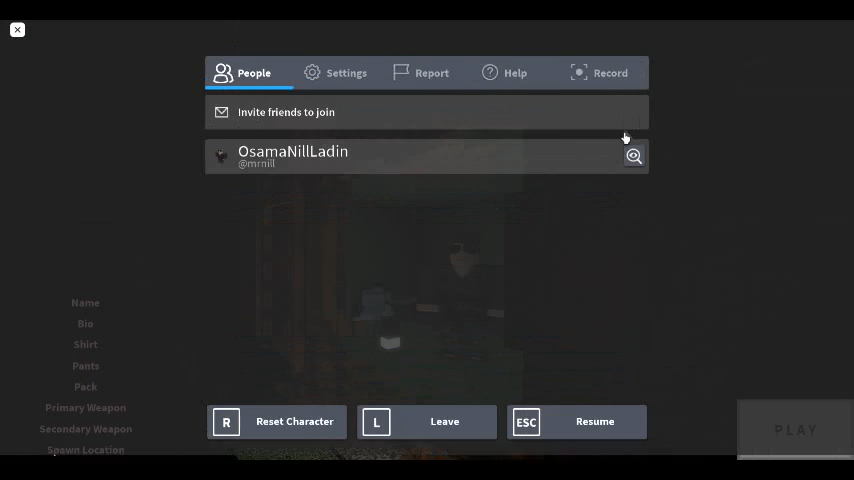 People
Settings
Report
Help
Record
Invite friends to join
OsamaNillLadin
@mrnill
Name
Bio
Shirt
Pants
Pack
Primary Weapon
Secondary Weapon
Spawn Location
R Reset Character
L Leave
ESC Resume
PLAY